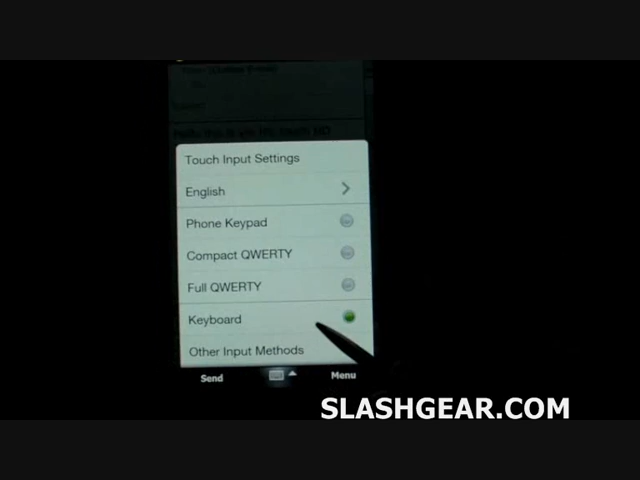 Touch Input Settings
English
Phone Keypad
Compact QWERTY
Full QWERTY
Keyboard
Other Input Methods
Send
Menu
SLASHGEAR.COM